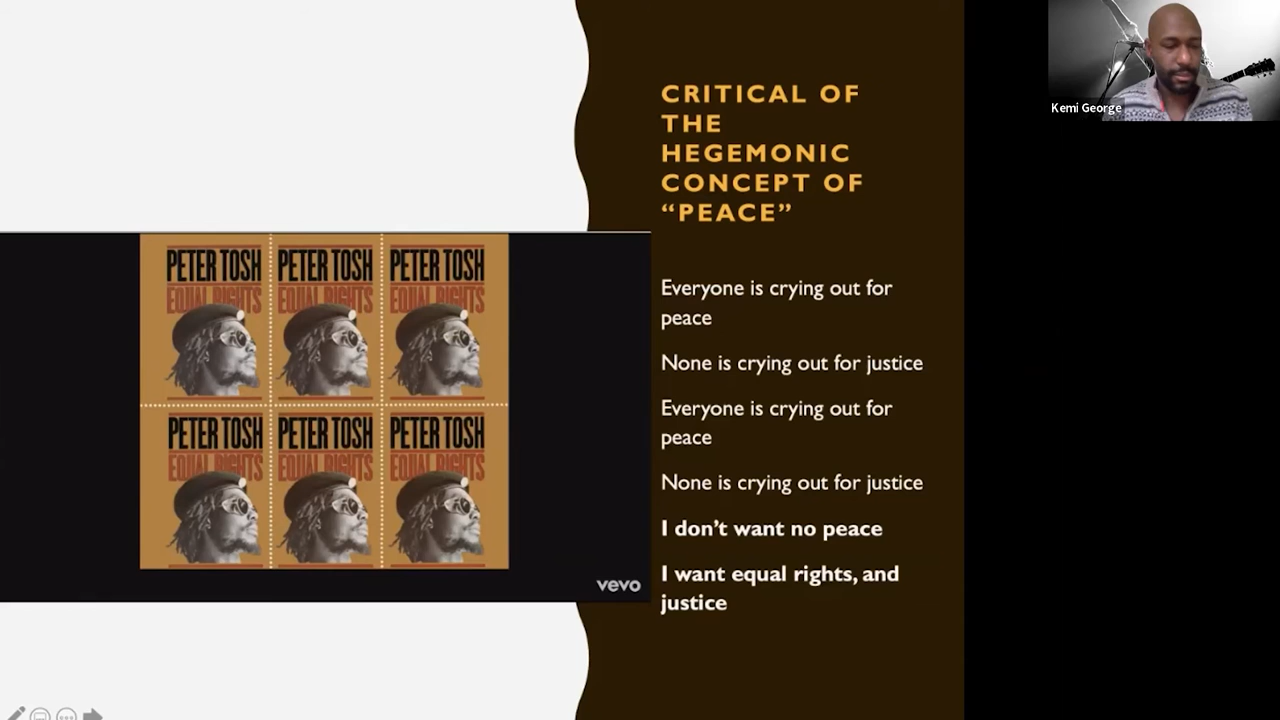 CRITICAL OF
THE
HEGEMONIC
CONCEPT OF
“PEACE”
Kemi George
PETER TOSH PETER TOSH PETER TOSH
EQUAL RIGHTS EQUAL RIGHTS EQUAL RIGHTS
PETER TOSH PETER TOSH PETER TOSH
EQUAL RIGHTS EQUAL RIGHTS EQUAL RIGHTS
vevo
Everyone is crying out for
peace
None is crying out for justice
Everyone is crying out for
peace
None is crying out for justice
I don’t want no peace
I want equal rights, and
justice